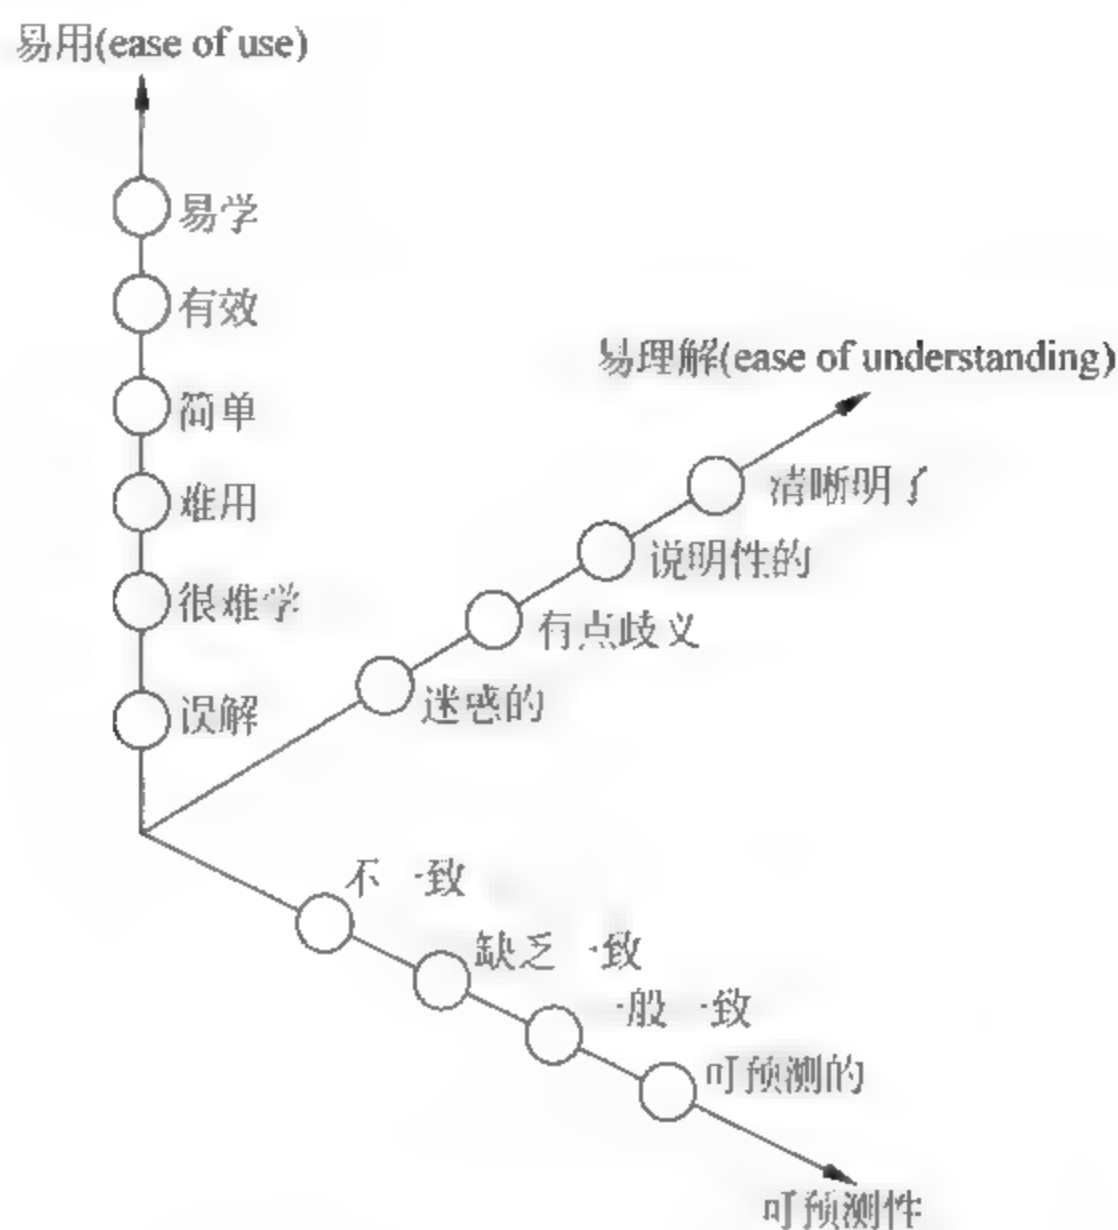 易用(ease of use)
易学
有效
易理解(ease of understanding)
简单
清晰明了
难用
说明性的
很难学
有点歧义
迷惑的
误解
不一致
缺乏一致
一般一致
可预测的
可预测性